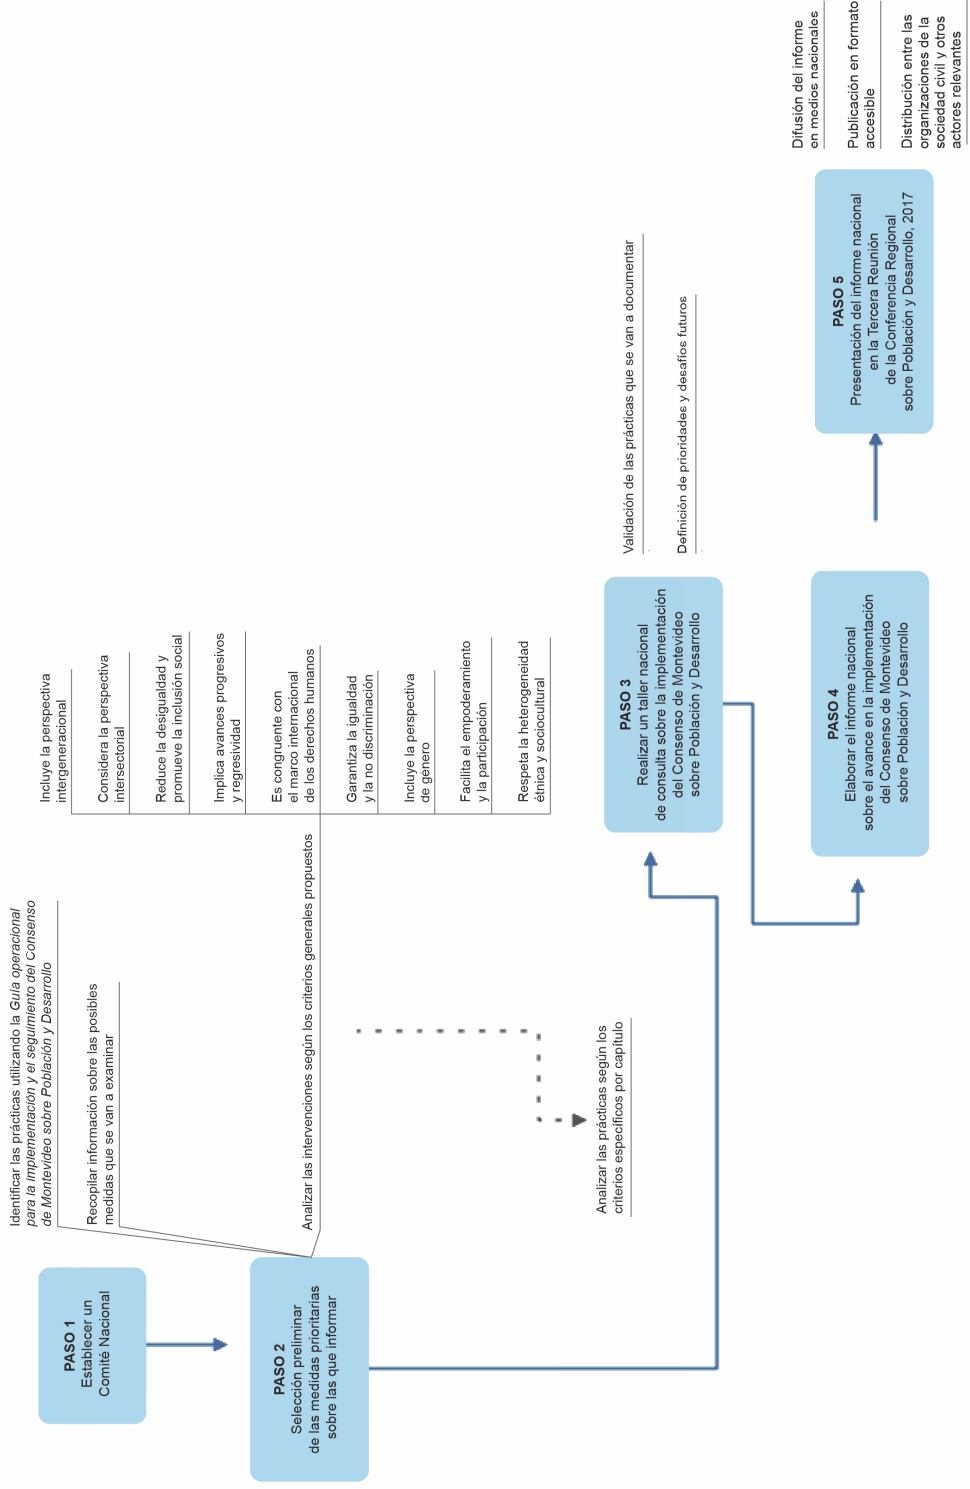 PASO 1
Establecer un
Comité Nacional
PASO 2
Selección preliminar
de las medidas prioritarias
sobre las que informar
Identificar las prácticas utilizando la Guía operacional
para la implementación y el seguimiento del Consenso
de Montevideo sobre Población y Desarrollo
Recopilar información sobre las posibles
medidas que se van a examinar
Analizar las intervenciones según los criterios generales propuestos
Incluye la perspectiva
intergeneracional
Considera la perspectiva
intersectorial
Reduce la desigualdad y
promueve la inclusión social
Implica avances progresivos
y regresividad
Es congruente con
el marco internacional
de los derechos humanos
Garantiza la igualdad
y la no discriminación
Incluye la perspectiva
de género
Facilita el empoderamiento
y la participación
Respeta la heterogeneidad
étnica y sociocultural
Analizar las prácticas según los
criterios específicos por capítulo
PASO 3
Realizar un taller nacional
de consulta sobre la implementación
del Consenso de Montevideo
sobre Población y Desarrollo
Validación de las prácticas que se van a documentar
Definición de prioridades y desafíos futuros
PASO 4
Elaborar el informe nacional
sobre el avance en la implementación
del Consenso de Montevideo
sobre Población y Desarrollo
PASO 5
Presentación del informe nacional
en la Tercera Reunión
de la Conferencia Regional
sobre Población y Desarrollo, 2017
Difusión del informe
en medios nacionales
Publicación en formato
accesible
Distribución entre las
organizaciones de la
sociedad civil y otros
actores relevantes